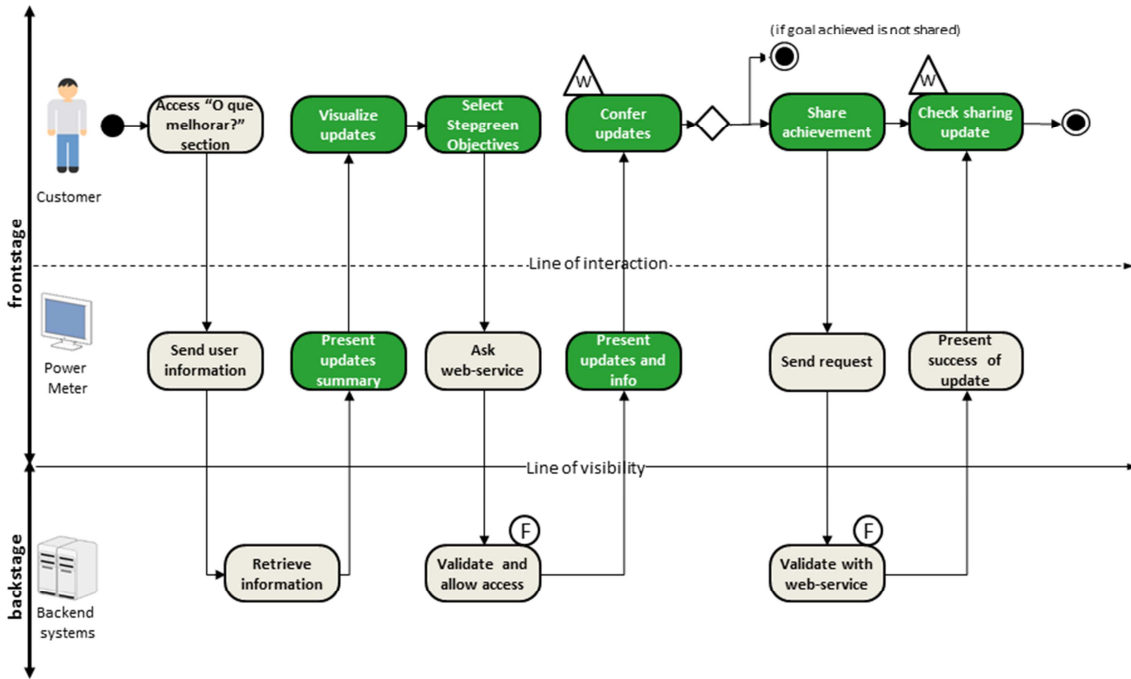 (if goal achieved is not shared)
W
W
Access “O que
melhorar?”
section
Visualize
updates
Select
Stepgreen
Objectives
Confer
updates
Share
achievement
Check sharing
update
Customer
frontstage
Line of interaction
Power
Meter
Send user
information
Present
updates
summary
Ask
web-service
Present
updates and
info
Send request
Present
success of
update
Line of visibility
backstage
F
F
Retrieve
information
Validate and
allow access
Validate with
web-service
Backend
systems